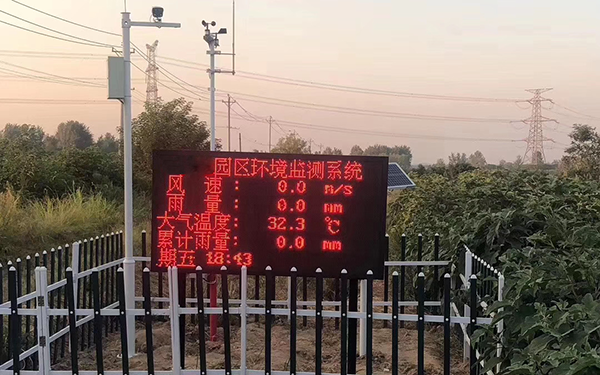 园区环境监测系统
风 速 : 0.0 m/s
雨 量 : 0.0 mm
大气温度: 32.3 ℃
累计雨量: 0.0 mm
期五 18:43